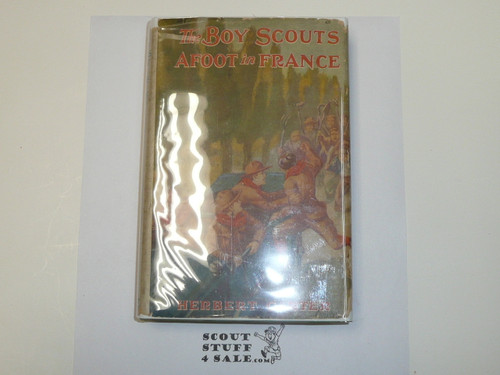 The BOY SCOUTS
AFOOT in FRANCE
HERBERT
SCOUT
STUFF
4 SALE.COM